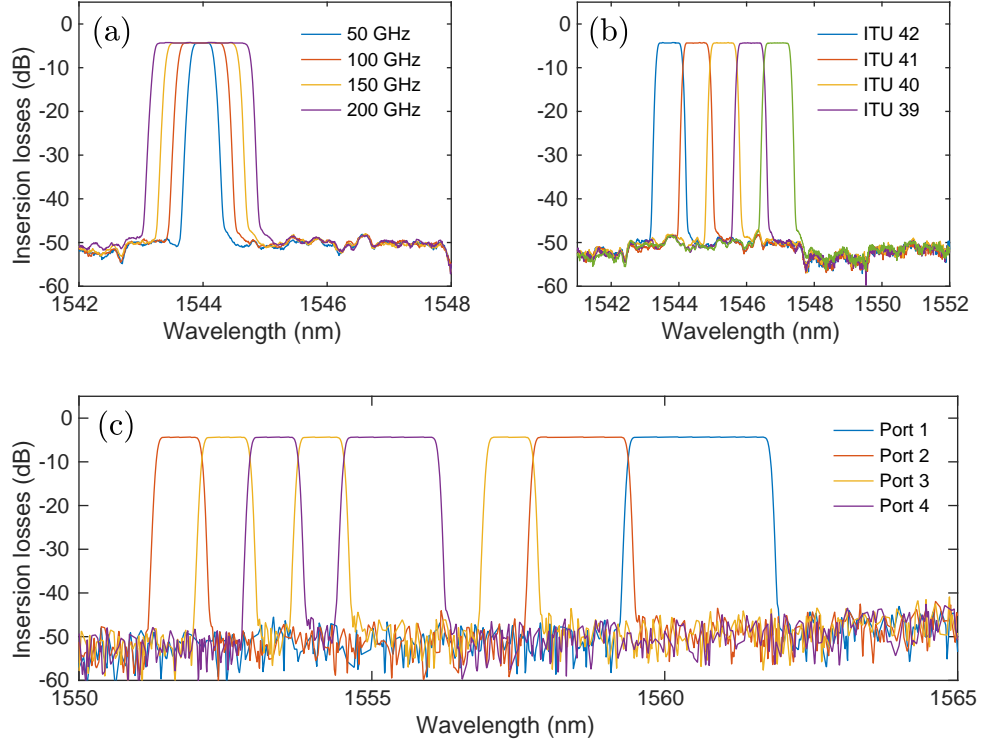 (a)
0
-10
-20
-30
-40
-50
-60
Insersion losses (dB)
50 GHz
100 GHz
150 GHz
200 GHz
1542
1544
1546
1548
Wavelength (nm)
(b)
0
-10
-20
-30
-40
-50
-60
ITU 42
ITU 41
ITU 40
ITU 39
1542
1544
1546
1548
1550
1552
Wavelength (nm)
(c)
0
-10
-20
-30
-40
-50
-60
Insersion losses (dB)
Port 1
Port 2
Port 3
Port 4
1550
1555
1560
1565
Wavelength (nm)